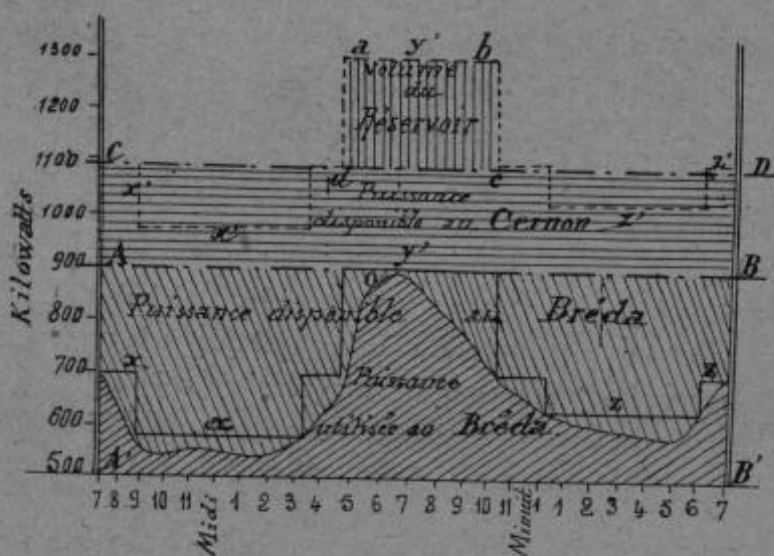 1300
a y' b
Volume
du
1200
Réservoir
1100 C D
x' d c z'
Puissance
1000 disponible au Cernon z'
x'
900 A y' B
Kilowatts
800 Puissance disponible au Bréda
700 x z
Puissance
600 x z
utilisée au Bréda
500 A' B'
7 8 9 10 11 Midi 1 2 3 4 5 6 7 8 9 10 11 Minuit 1 2 3 4 5 6 7